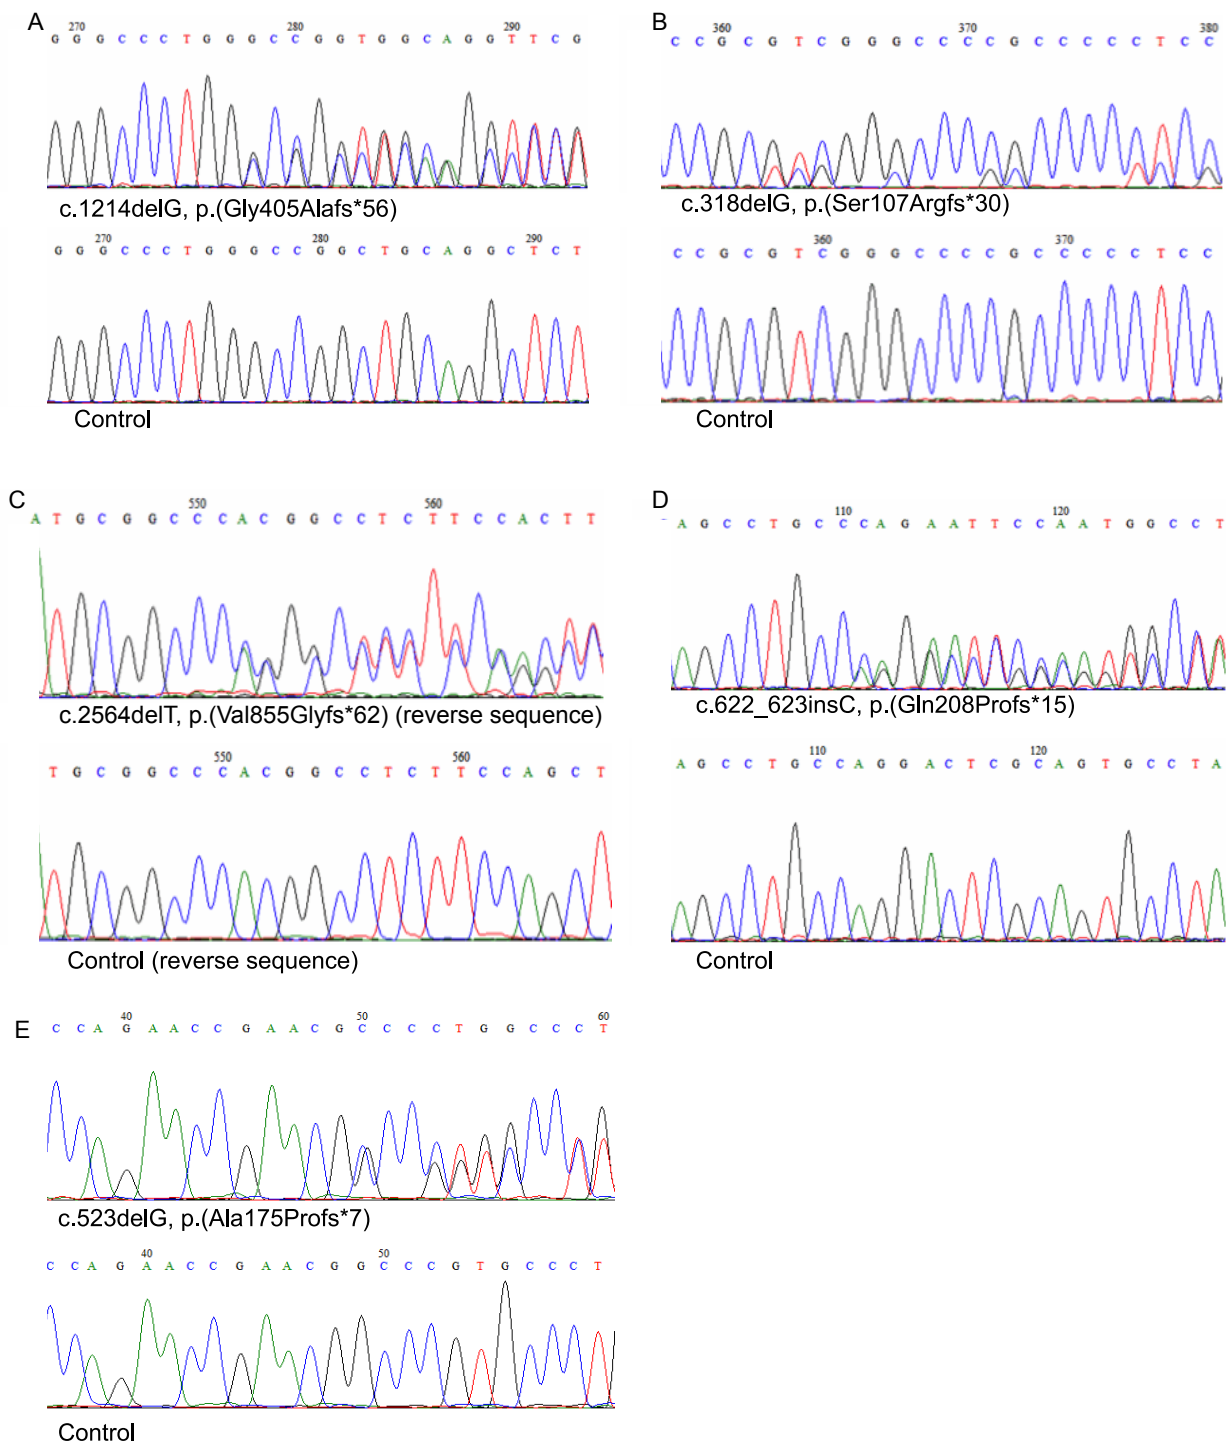 A
270 280 290
G G G C C C T G G G C C G G T G G C A G G T T C G
c.1214delG, p.(Gly405Alafs*56)
270 280 290
G G G C C C T G G G C C G G C T G C A G G C T C T
Control
B
360 370 380
C C G C G T C G G G C C C C G C C C C C T C C
c.318delG, p.(Ser107Argfs*30)
360 370
C C G C G T C G G G C C C C G C C C C C T C C
Control
C
550 560
A T G C G G C C C A C G G C C T C T T C C A C T T
c.2564delT, p.(Val855Glyfs*62) (reverse sequence)
550 560
T G C G G C C C A C G G C C T C T T C C A G C T
Control (reverse sequence)
D
110 120
A G C C T G C C C A G A A T T C C A A T G G C C T
c.622_623insC, p.(Gln208Profs*15)
110 120
A G C C T G C C A G G A C T C G C A G T G C C T A
Control
E
40 50 60
C C A G A A C C G A A C G C C C C T G G C C C T
c.523delG, p.(Ala175Profs*7)
40 50
C C A G A A C C G A A C G G C C C G T G C C C T
Control